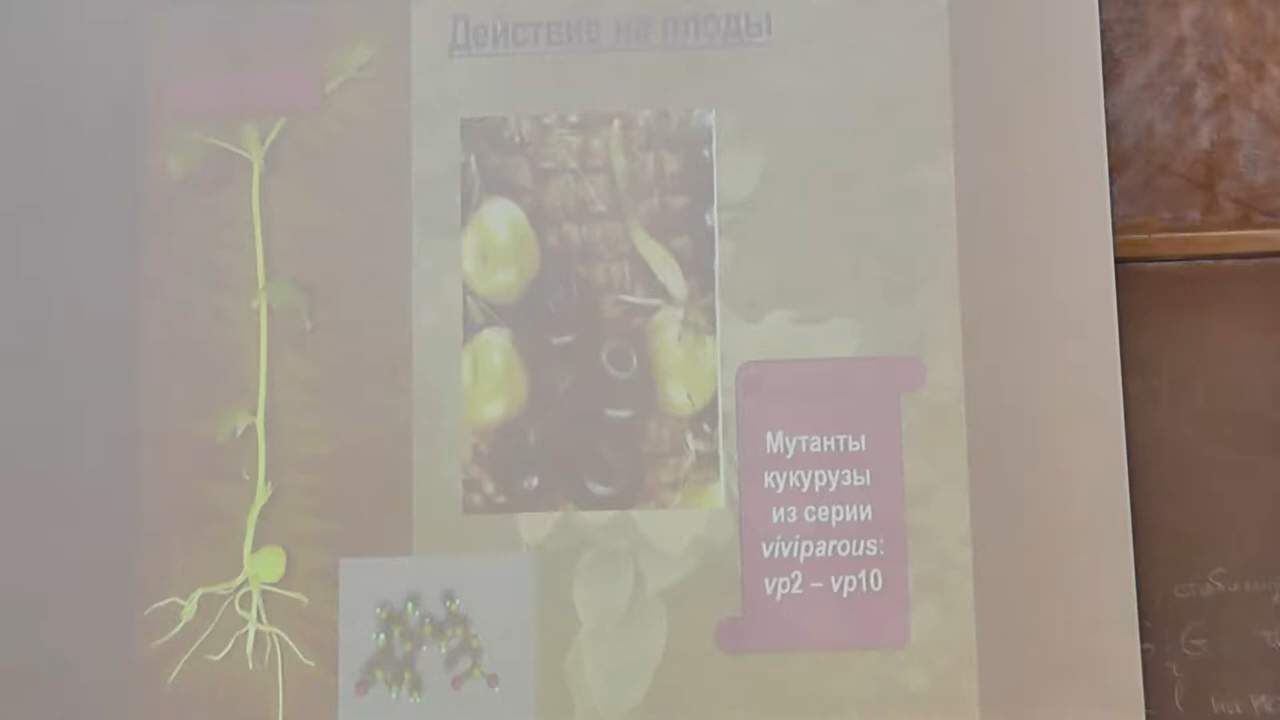 Действие на плоды
Мутанты
кукурузы
из серии
viviparous:
vp2 – vp10